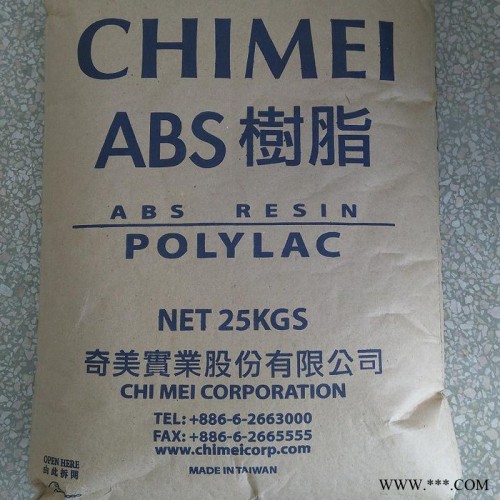 CHIMEI
ABS 樹脂
ABS RESIN
POLYLAC
NET 25KGS
奇美實業股份有限公司
CHI MEI CORPORATION
TEL: +886-6-2663000
FAX: +886-6-2665555
www.chimeicorp.com
MADE IN TAIWAN
OPEN HERE
由此拆開
WWW.***.COM